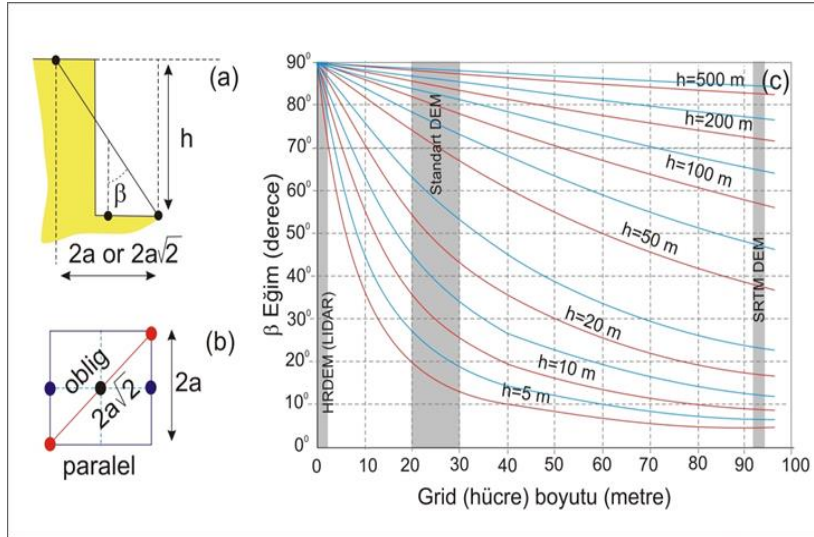 (a)
h
β
2a or 2a√2
(b)
oblig
2a√2
2a
paralel
(c)
β Eğim (derece)
90⁰
80⁰
70⁰
60⁰
50⁰
40⁰
30⁰
20⁰
10⁰
0⁰
HRDEM (LIDAR)
Standart DEM
SRTM DEM
h=500 m
h=200 m
h=100 m
h=50 m
h=20 m
h=10 m
h=5 m
0 10 20 30 40 50 60 70 80 90 100
Grid (hücre) boyutu (metre)